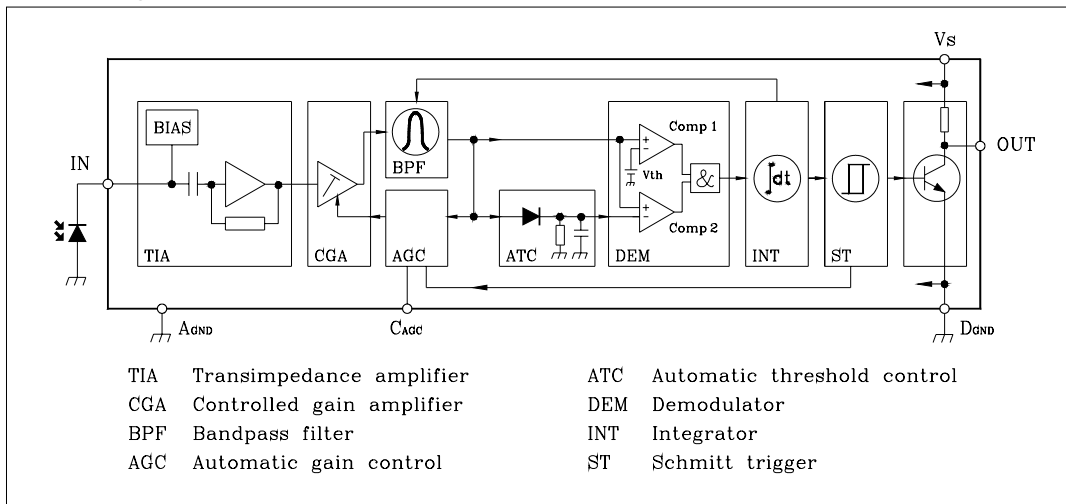 Vs
BIAS
IN
OUT
BPF
Comp 1
Vth
&
∫dt
Comp 2
TIA
CGA
AGC
ATC
DEM
INT
ST
AGND
CAGC
DGND
TIA Transimpedance amplifier
CGA Controlled gain amplifier
BPF Bandpass filter
AGC Automatic gain control
ATC Automatic threshold control
DEM Demodulator
INT Integrator
ST Schmitt trigger